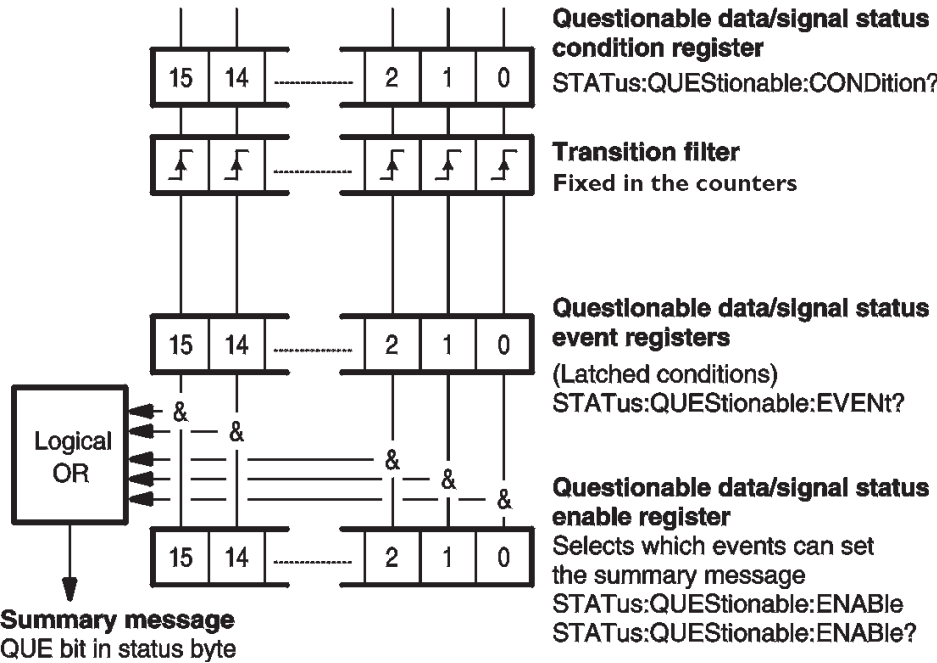 Questionable data/signal status
condition register
15 14 2 1 0
STATus:QUEStionable:CONDition?
Transition filter
Fixed in the counters
Questionable data/signal status
event registers
15 14 2 1 0
(Latched conditions)
STATus:QUEStionable:EVENt?
&
&
Logical
OR
&
&
&
Questionable data/signal status
enable register
15 14 2 1 0
Selects which events can set
the summary message
STATus:QUEStionable:ENABle
STATus:QUEStionable:ENABle?
Summary message
QUE bit in status byte